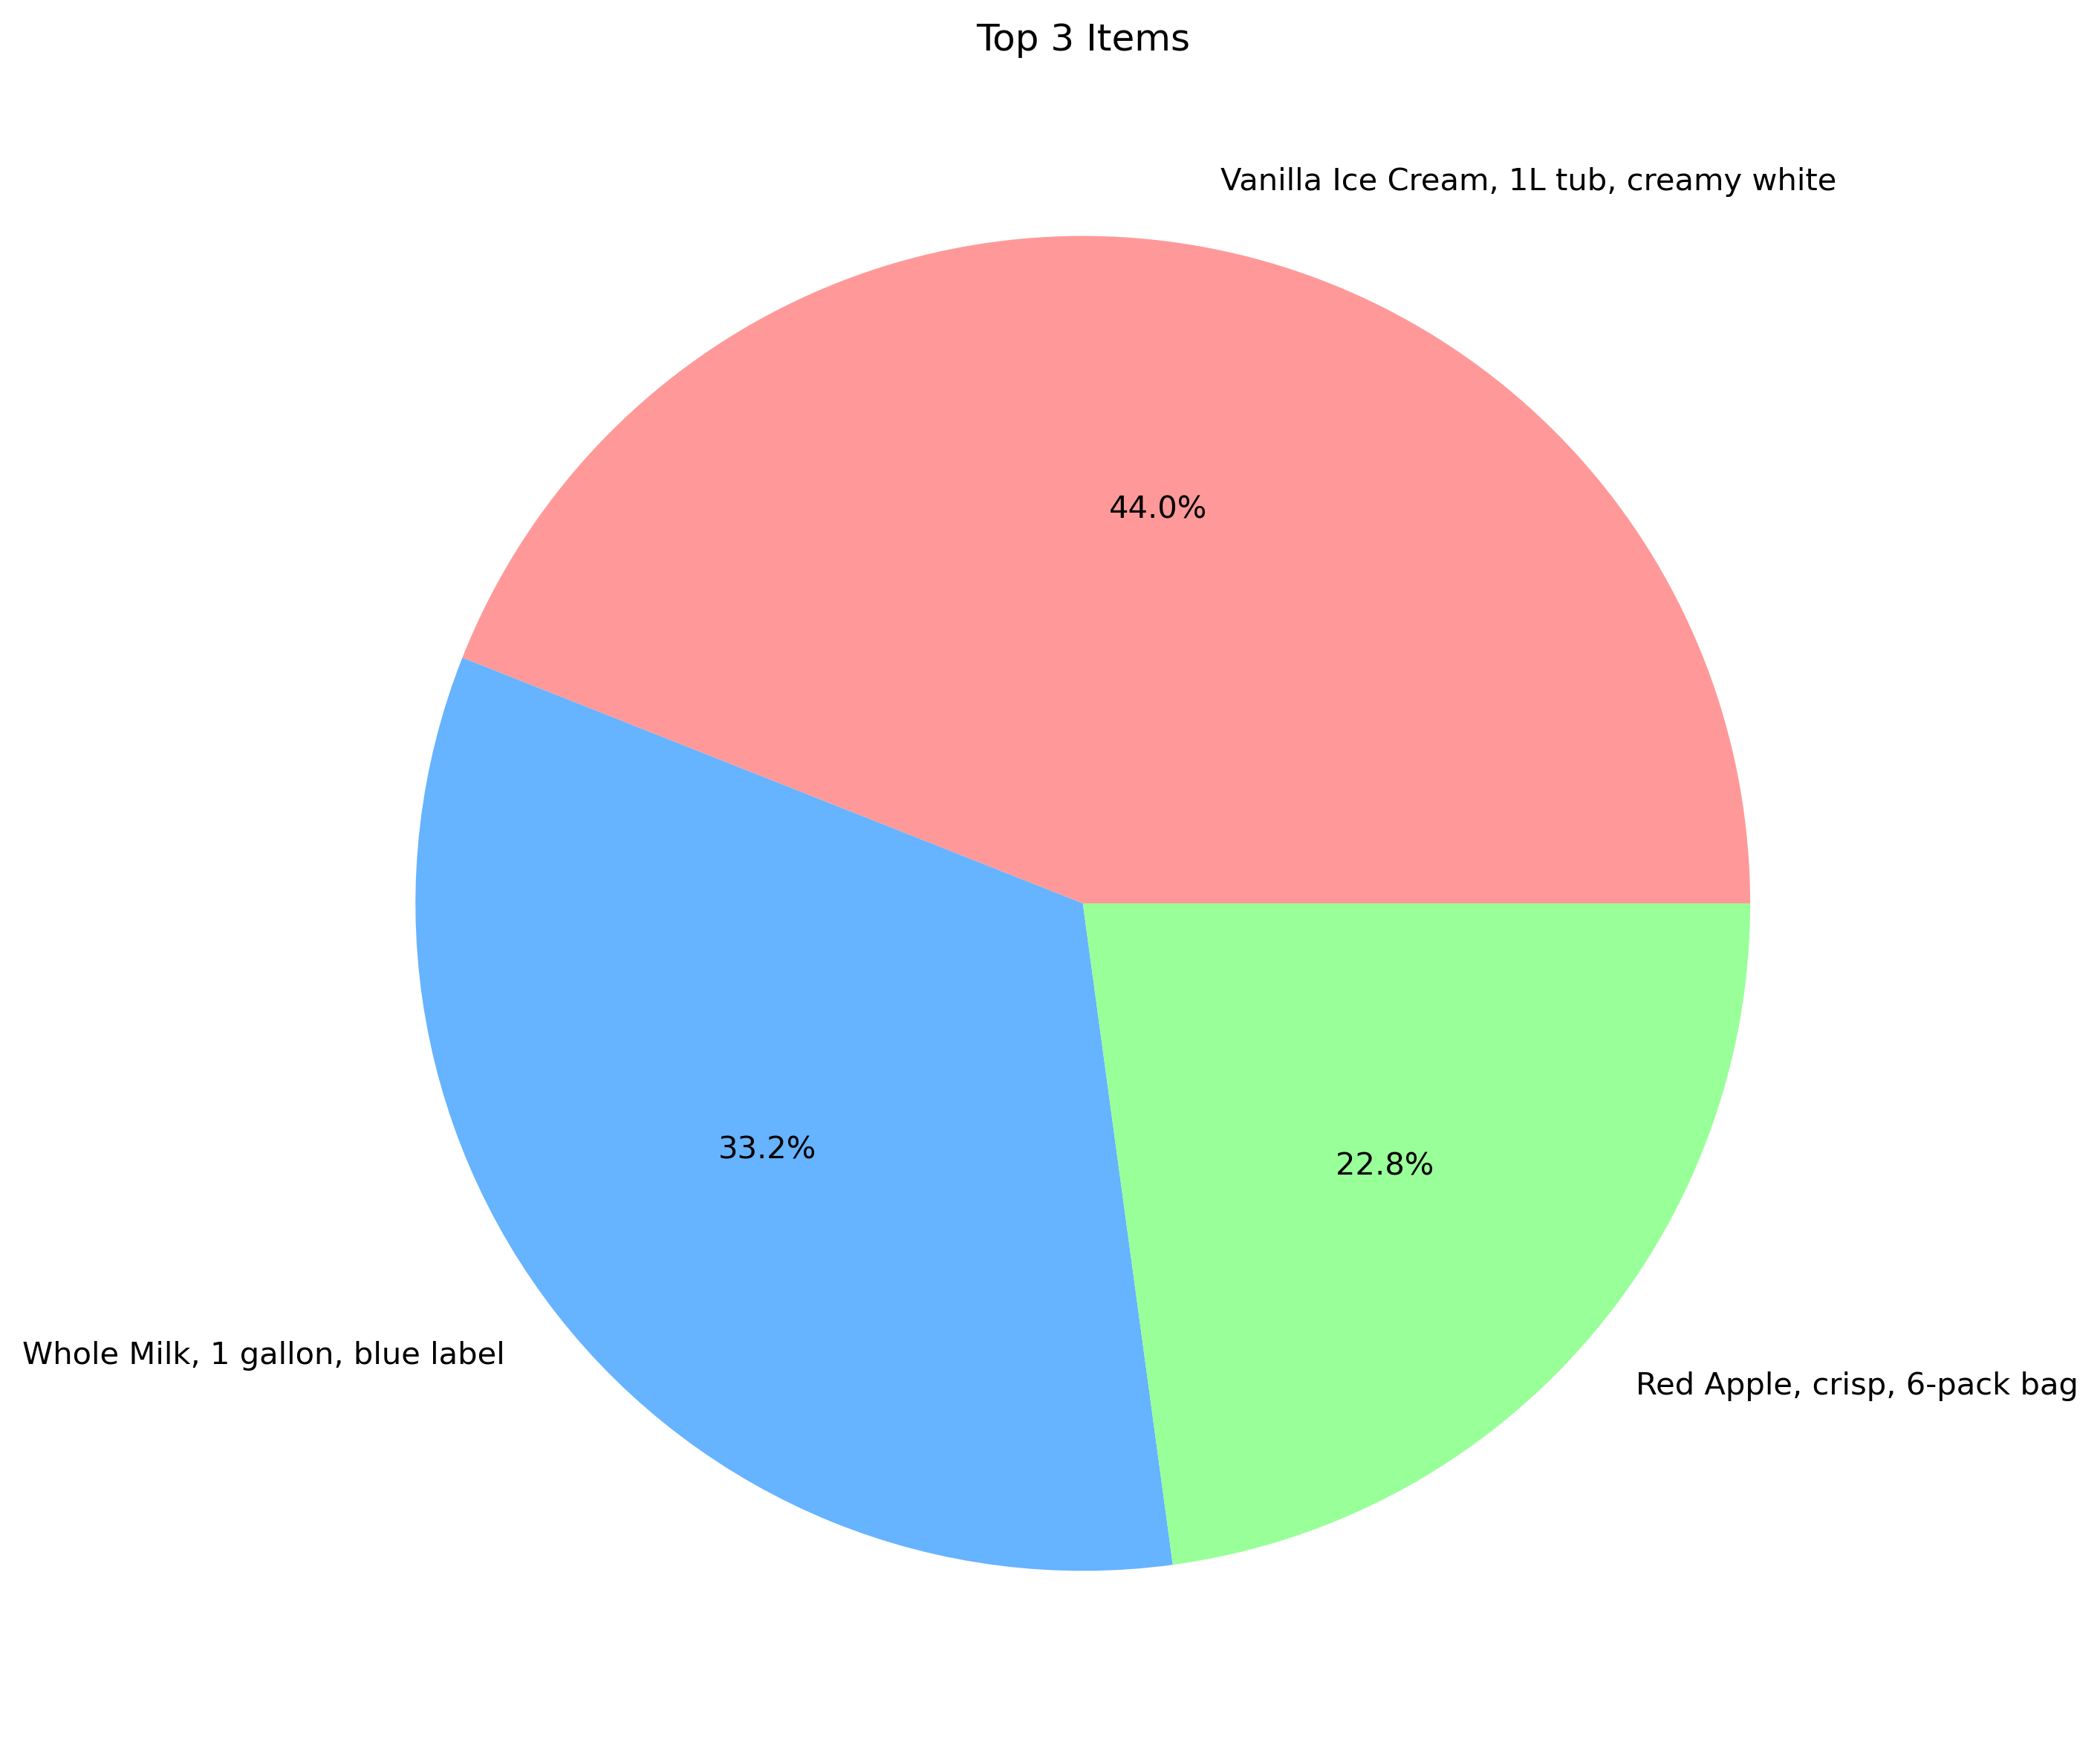 Top 3 Items
Vanilla Ice Cream, 1L tub, creamy white
44.0%
33.2%
22.8%
Whole Milk, 1 gallon, blue label
Red Apple, crisp, 6-pack bag